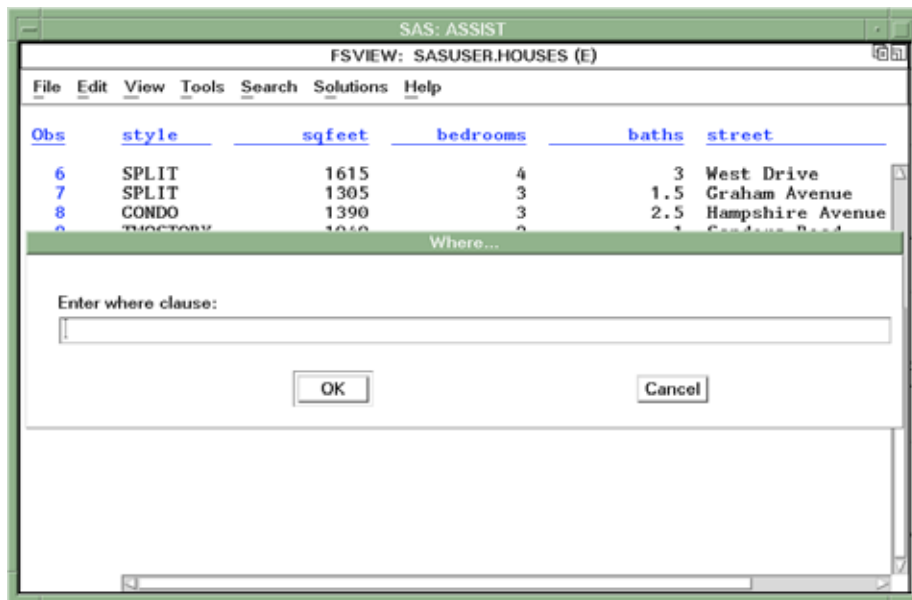 SAS: ASSIST
FSVIEW: SASUSER.HOUSES (E)
File Edit View Tools Search Solutions Help
Obs style sqfeet bedrooms baths street
6 SPLIT 1615 4 3 West Drive
7 SPLIT 1305 3 1.5 Graham Avenue
8 CONDO 1390 3 2.5 Hampshire Avenue
Where...
Enter where clause:
OK Cancel